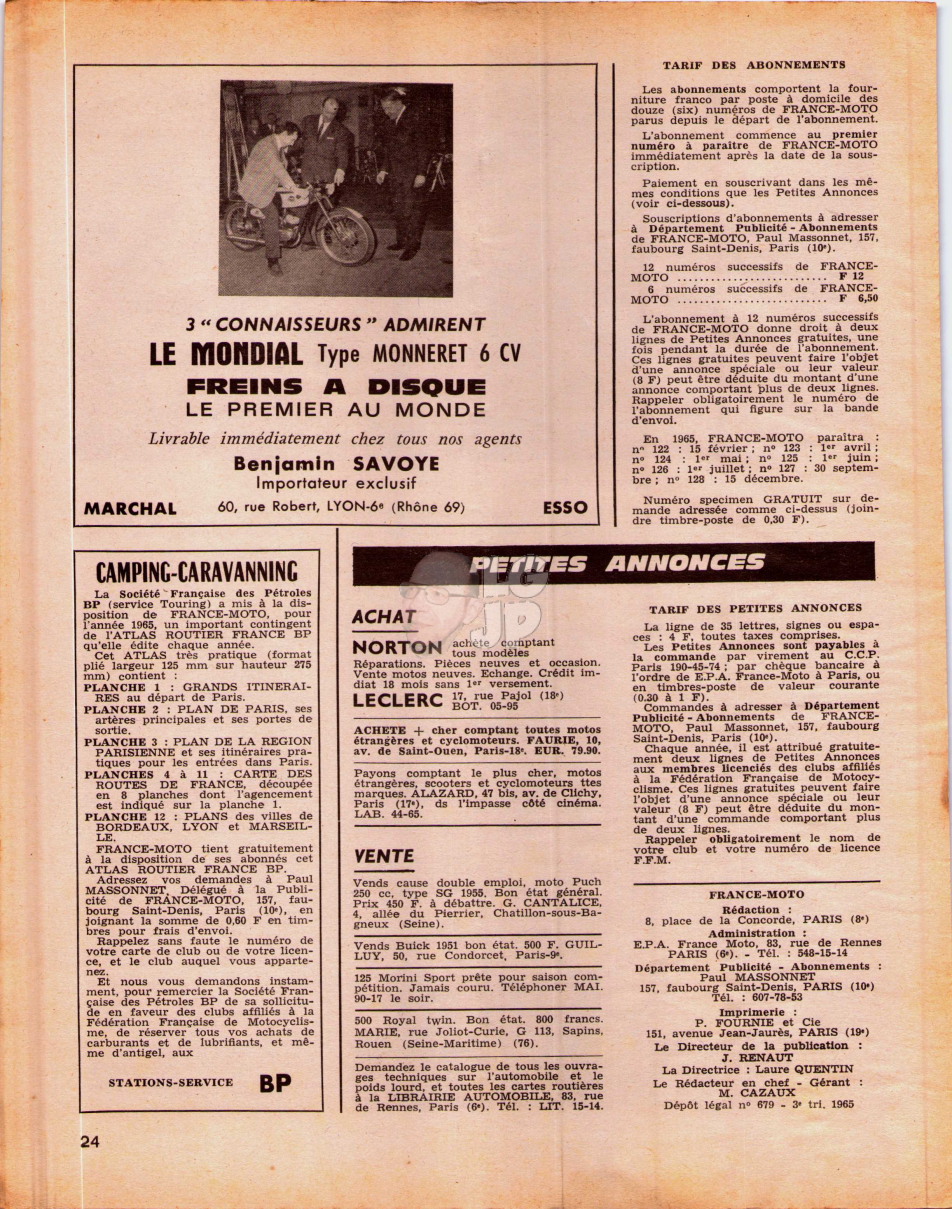 3 “ CONNAISSEURS ” ADMIRENT
LE MONDIAL Type MONNERET 6 CV
FREINS A DISQUE
LE PREMIER AU MONDE
Livrable immédiatement chez tous nos agents
Benjamin SAVOYE
Importateur exclusif
MARCHAL 60, rue Robert, LYON-6e (Rhône 69) ESSO
TARIF DES ABONNEMENTS
Les abonnements comportent la four-
niture franco par poste à domicile des
douze (six) numéros de FRANCE-MOTO
parus depuis le départ de l'abonnement.
L'abonnement commence au premier
numéro à paraître de FRANCE-MOTO
immédiatement après la date de la sous-
cription.
Paiement en souscrivant dans les mê-
mes conditions que les Petites Annonces
(voir ci-dessous).
Souscriptions d'abonnements à adresser
à Département Publicité - Abonnements
de FRANCE-MOTO, Paul Massonnet, 157,
faubourg Saint-Denis, Paris (10e).
12 numéros successifs de FRANCE-
MOTO .......................... F 12
6 numéros successifs de FRANCE-
MOTO .......................... F 6,50
L'abonnement à 12 numéros successifs
de FRANCE-MOTO donne droit à deux
lignes de Petites Annonces gratuites, une
fois pendant la durée de l'abonnement.
Ces lignes gratuites peuvent faire l'objet
d'une annonce spéciale ou leur valeur
(8 F) peut être déduite du montant d'une
annonce comportant plus de deux lignes.
Rappeler obligatoirement le numéro de
l'abonnement qui figure sur la bande
d'envoi.
En 1965, FRANCE-MOTO paraîtra :
nº 122 : 15 février ; nº 123 : 1er avril ;
nº 124 : 1er mai ; nº 125 : 1er juin ;
nº 126 : 1er juillet ; nº 127 : 30 septem-
bre ; nº 128 : 15 décembre.
Numéro specimen GRATUIT sur de-
mande adressée comme ci-dessus (join-
dre timbre-poste de 0,30 F).
CAMPING-CARAVANNING
La Société Française des Pétroles
BP (service Touring) a mis à la dis-
position de FRANCE-MOTO, pour
l'année 1965, un important contingent
de l'ATLAS ROUTIER FRANCE BP
qu'elle édite chaque année.
Cet ATLAS très pratique (format
plié largeur 125 mm sur hauteur 275
mm) contient :
PLANCHE 1 : GRANDS ITINERAI-
RES au départ de Paris.
PLANCHE 2 : PLAN DE PARIS, ses
artères principales et ses portes de
sortie.
PLANCHE 3 : PLAN DE LA REGION
PARISIENNE et ses itinéraires pra-
tiques pour les entrées dans Paris.
PLANCHES 4 à 11 : CARTE DES
ROUTES DE FRANCE, découpée
en 8 planches dont l'agencement
est indiqué sur la planche 1.
PLANCHE 12 : PLANS des villes de
BORDEAUX, LYON et MARSEIL-
LE.
FRANCE-MOTO tient gratuitement
à la disposition de ses abonnés cet
ATLAS ROUTIER FRANCE BP.
Adressez vos demandes à Paul
MASSONNET, Délégué à la Publi-
cité de FRANCE-MOTO, 157, fau-
bourg Saint-Denis, Paris (10e), en
joignant la somme de 0,60 F en tim-
bres pour frais d'envoi.
Rappelez sans faute le numéro de
votre carte de club ou de votre licen-
ce, et le club auquel vous apparte-
nez.
Et nous vous demandons instam-
ment, pour remercier la Société Fran-
çaise des Pétroles BP de sa sollicitu-
de en faveur des clubs affiliés à la
Fédération Française de Motocyclis-
me, de réserver tous vos achats de
carburants et de lubrifiants, et mê-
me d'antigel, aux
STATIONS-SERVICE BP
PETITES ANNONCES
LG
JD
ACHAT
NORTON achète comptant
tous modèles
Réparations. Pièces neuves et occasion.
Vente motos neuves. Echange. Crédit im-
diat 18 mois sans 1er versement.
LECLERC 17, rue Pajol (18e)
BOT. 05-95
ACHETE + cher comptant toutes motos
étrangères et cyclomoteurs. FAURIE, 10,
av. de Saint-Ouen, Paris-18e. EUR. 79.90.
Payons comptant le plus cher, motos
étrangères, scooters et cyclomoteurs ttes
marques. ALAZARD, 47 bis, av. de Clichy,
Paris (17e), ds l'impasse côté cinéma.
LAB. 44-65.
VENTE
Vends cause double emploi, moto Puch
250 cc, type SG 1955. Bon état général.
Prix 450 F. à débattre. G. CANTALICE,
4, allée du Pierrier, Chatillon-sous-Ba-
gneux (Seine).
Vends Buick 1951 bon état. 500 F. GUIL-
LUY, 50, rue Condorcet, Paris-9e.
125 Morini Sport prête pour saison com-
pétition. Jamais couru. Téléphoner MAI.
90-17 le soir.
500 Royal twin. Bon état. 800 francs.
MARIE, rue Joliot-Curie, G 113, Sapins,
Rouen (Seine-Maritime) (76).
Demandez le catalogue de tous les ouvra-
ges techniques sur l'automobile et le
poids lourd, et toutes les cartes routières
à la LIBRAIRIE AUTOMOBILE, 83, rue
de Rennes, Paris (6e). Tél. : LIT. 15-14.
TARIF DES PETITES ANNONCES
La ligne de 35 lettres, signes ou espa-
ces : 4 F, toutes taxes comprises.
Les Petites Annonces sont payables à
la commande par virement au C.C.P.
Paris 190-45-74 ; par chèque bancaire à
l'ordre de E.P.A. France-Moto à Paris, ou
en timbres-poste de valeur courante
(0.30 à 1 F).
Commandes à adresser à Département
Publicité - Abonnements de FRANCE-
MOTO, Paul Massonnet, 157, faubourg
Saint-Denis, Paris (10e).
Chaque année, il est attribué gratuite-
ment deux lignes de Petites Annonces
aux membres licenciés des clubs affiliés
à la Fédération Française de Motocy-
clisme. Ces lignes gratuites peuvent faire
l'objet d'une annonce spéciale ou leur
valeur (8 F) peut être déduite du mon-
tant d'une commande comportant plus
de deux lignes.
Rappeler obligatoirement le nom de
votre club et votre numéro de licence
F.F.M.
FRANCE-MOTO
Rédaction :
8, place de la Concorde, PARIS (8e)
Administration :
E.P.A. France Moto, 83, rue de Rennes
PARIS (6e). - Tél. : 548-15-14
Département Publicité - Abonnements :
Paul MASSONNET
157, faubourg Saint-Denis, PARIS (10e)
Tél. : 607-78-53
Imprimerie :
P. FOURNIE et Cie
151, avenue Jean-Jaurès, PARIS (19e)
Le Directeur de la publication :
J. RENAUT
La Directrice : Laure QUENTIN
Le Rédacteur en chef - Gérant :
M. CAZAUX
Dépôt légal nº 679 - 3e tri. 1965
24